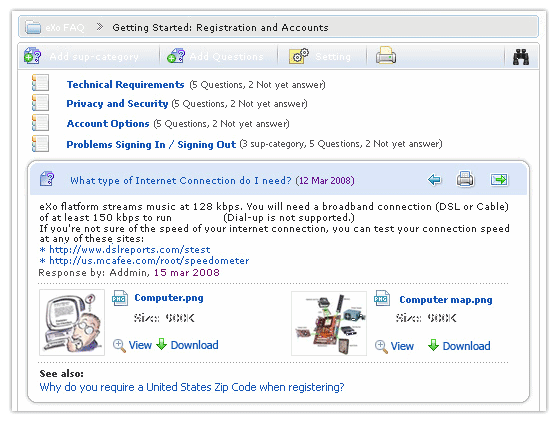 eXo FAQ » Getting Started: Registration and Accounts
Add sup-category Add Questions Setting
Technical Requirements (5 Questions, 2 Not yet answer)
Privacy and Security (5 Questions, 2 Not yet answer)
Account Options (5 Questions, 2 Not yet answer)
Problems Signing In / Signing Out (3 sup-category, 5 Questions, 2 Not yet answer)
What type of Internet Connection do I need? (12 Mar 2008)
eXo flatform streams music at 128 kbps. You will need a broadband connection (DSL or Cable)
of at least 150 kbps to run (Dial-up is not supported.)
If you're not sure of the speed of your internet connection, you can test your connection speed
at any of these sites:
* http://www.dslreports.com/stest
* http://us.mcafee.com/root/speedometer
Response by: Addmin, 15 mar 2008
PNG Computer.png PNG Computer map.png
Size: 900K Size: 900K
View Download View Download
See also:
Why do you require a United States Zip Code when registering?